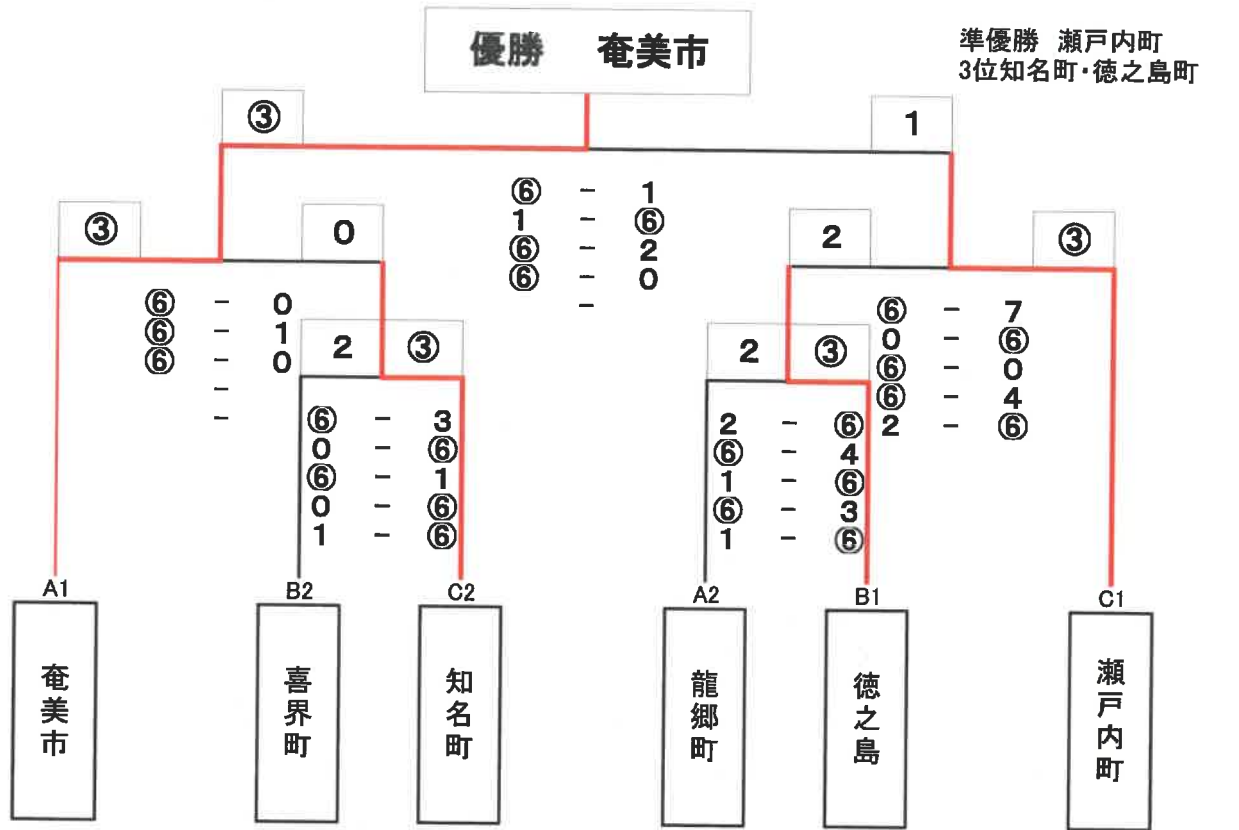 優勝 奄美市
準優勝 瀬戸内町
3位知名町・徳之島町
③
1
⑥ - 1
1 - ⑥
⑥ - 2
⑥ - 0
-
③
0
2
③
⑥ - 0
⑥ - 1
⑥ - 0
-
-
⑥ - 7
0 - ⑥
⑥ - 0
⑥ - 4
2 - ⑥
2
③
2
③
⑥ - 3
0 - ⑥
⑥ - 1
0 - ⑥
1 - ⑥
2 - ⑥
⑥ - 4
1 - ⑥
⑥ - 3
1 - ⑥
A1
B2
C2
A2
B1
C1
奄美市
喜界町
知名町
龍郷町
徳之島
瀬戸内町